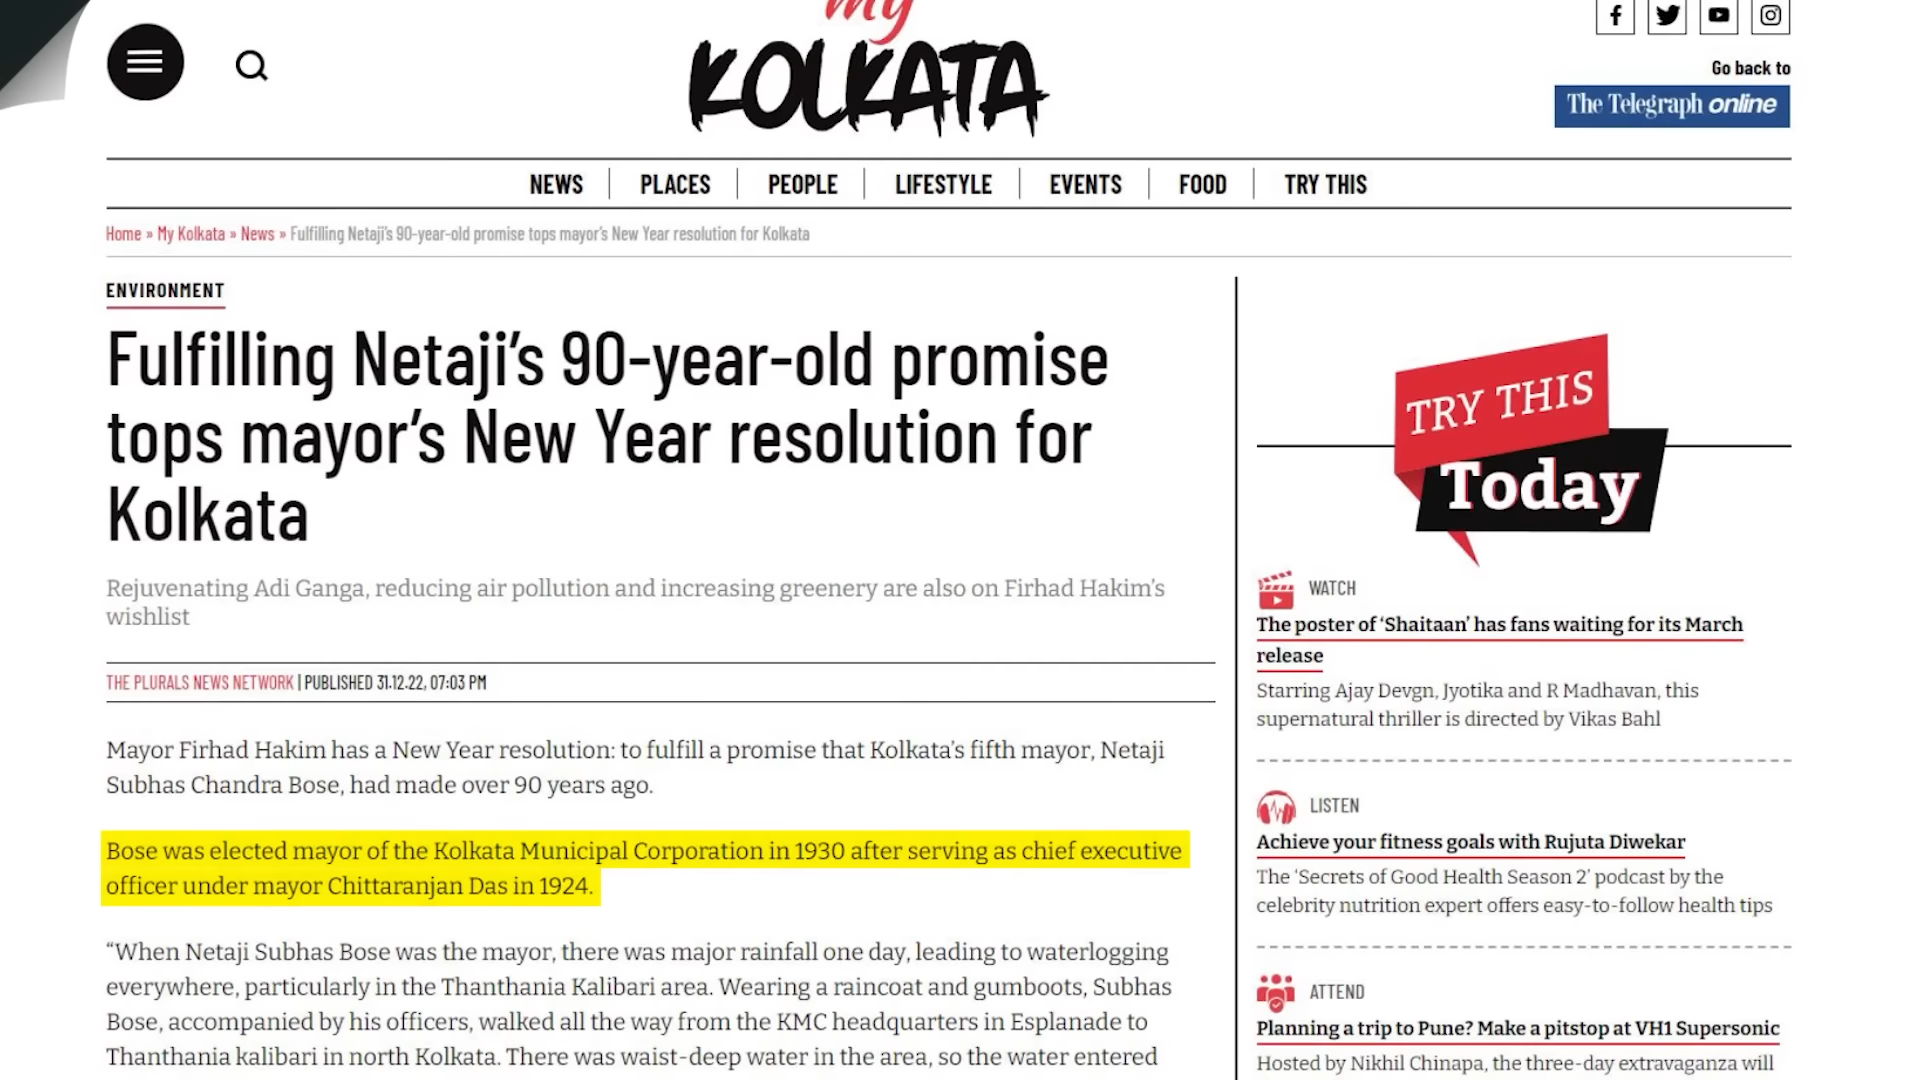 my
KOLKATA
Go back to
The Telegraph online
NEWS
PLACES
PEOPLE
LIFESTYLE
EVENTS
FOOD
TRY THIS
Home » My Kolkata » News » Fulfilling Netaji’s 90-year-old promise tops mayor’s New Year resolution for Kolkata
ENVIRONMENT
Fulfilling Netaji’s 90-year-old promise
tops mayor’s New Year resolution for
Kolkata
Rejuvenating Adi Ganga, reducing air pollution and increasing greenery are also on Firhad Hakim’s
wishlist
THE PLURALS NEWS NETWORK | PUBLISHED 31.12.22, 07:03 PM
Mayor Firhad Hakim has a New Year resolution: to fulfill a promise that Kolkata’s fifth mayor, Netaji
Subhas Chandra Bose, had made over 90 years ago.
Bose was elected mayor of the Kolkata Municipal Corporation in 1930 after serving as chief executive
officer under mayor Chittaranjan Das in 1924.
“When Netaji Subhas Bose was the mayor, there was major rainfall one day, leading to waterlogging
everywhere, particularly in the Thanthania Kalibari area. Wearing a raincoat and gumboots, Subhas
Bose, accompanied by his officers, walked all the way from the KMC headquarters in Esplanade to
Thanthania kalibari in north Kolkata. There was waist-deep water in the area, so the water entered
TRY THIS
Today
WATCH
The poster of ‘Shaitaan’ has fans waiting for its March
release
Starring Ajay Devgn, Jyotika and R Madhavan, this
supernatural thriller is directed by Vikas Bahl
LISTEN
Achieve your fitness goals with Rujuta Diwekar
The ‘Secrets of Good Health Season 2’ podcast by the
celebrity nutrition expert offers easy-to-follow health tips
ATTEND
Planning a trip to Pune? Make a pitstop at VH1 Supersonic
Hosted by Nikhil Chinapa, the three-day extravaganza will